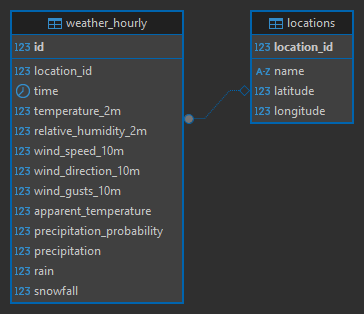 weather_hourly
123 id
123 location_id
time
123 temperature_2m
123 relative_humidity_2m
123 wind_speed_10m
123 wind_direction_10m
123 wind_gusts_10m
123 apparent_temperature
123 precipitation_probability
123 precipitation
123 rain
123 snowfall
locations
123 location_id
A-Z name
123 latitude
123 longitude